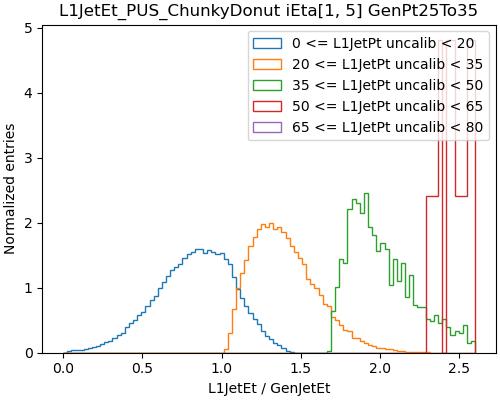 L1JetEt_PUS_ChunkyDonut iEta[1, 5] GenPt25To35
0 <= L1JetPt uncalib < 20
20 <= L1JetPt uncalib < 35
35 <= L1JetPt uncalib < 50
50 <= L1JetPt uncalib < 65
65 <= L1JetPt uncalib < 80
Normalized entries
5
4
3
2
1
0
0.0 0.5 1.0 1.5 2.0 2.5
L1JetEt / GenJetEt